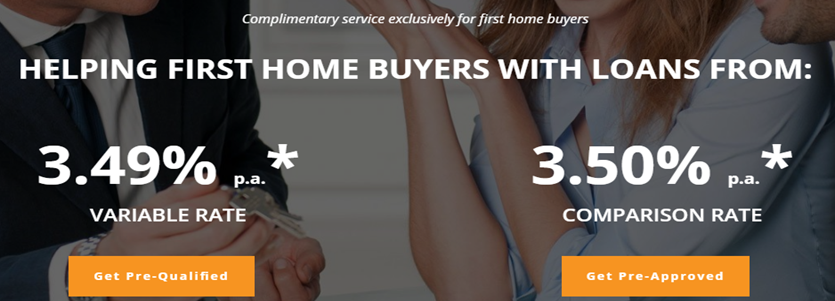 Complimentary service exclusively for first home buyers
HELPING FIRST HOME BUYERS WITH LOANS FROM:
3.49% p.a.*
3.50% p.a.*
VARIABLE RATE
COMPARISON RATE
Get Pre-Qualified
Get Pre-Approved